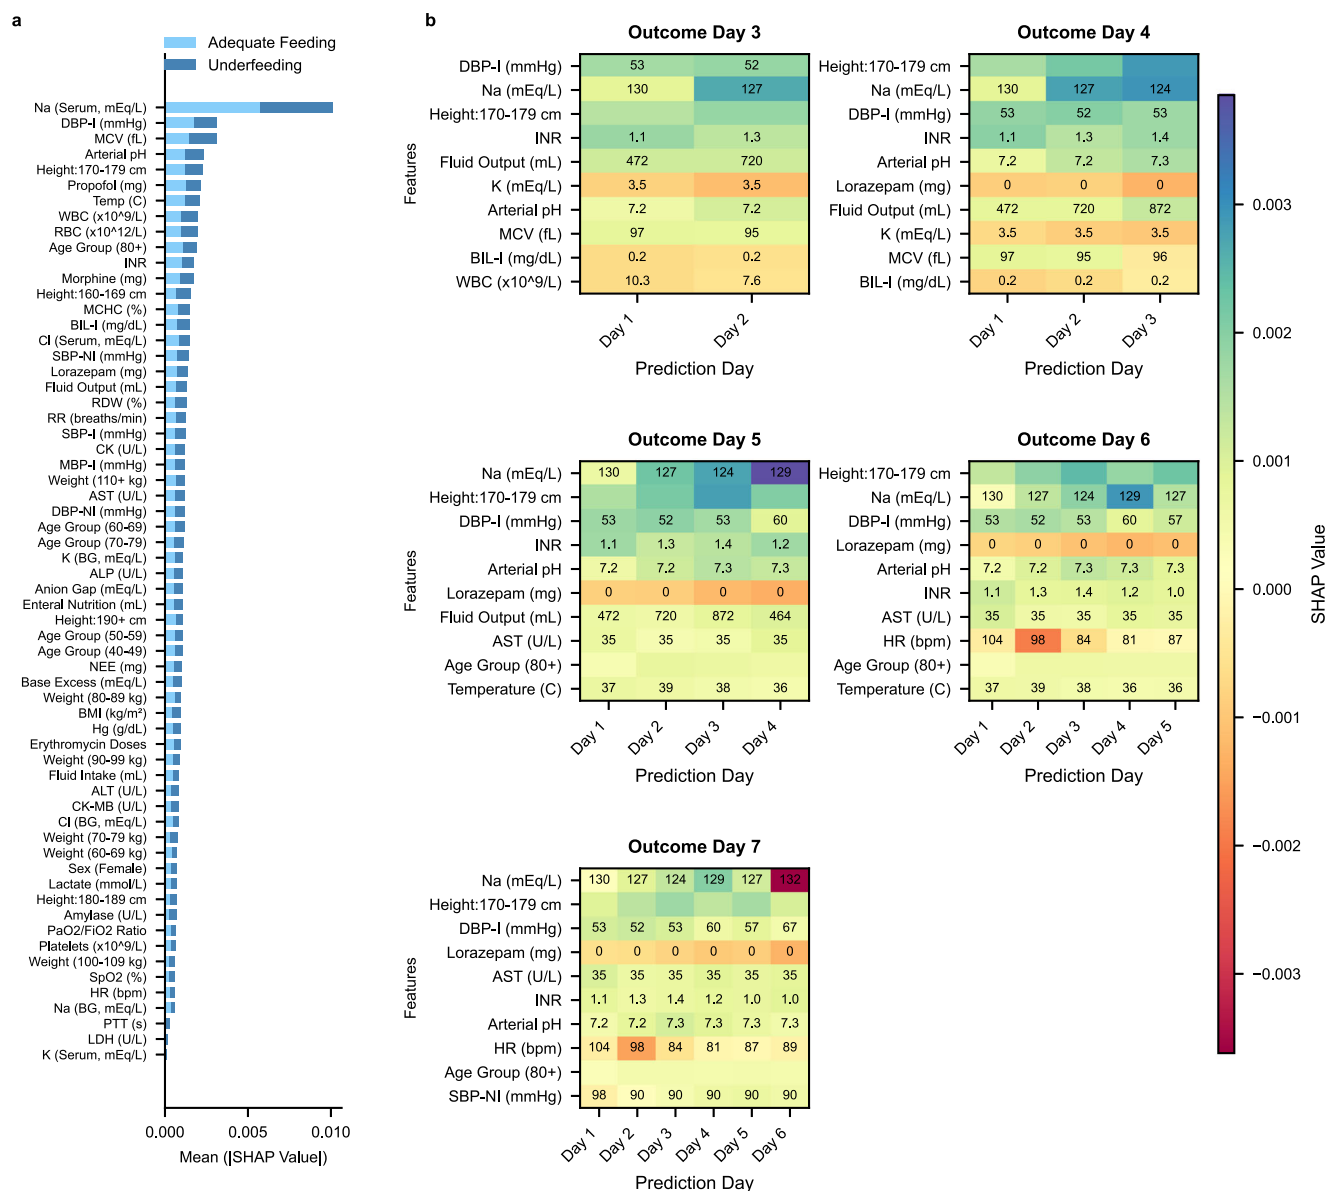 a
Adequate Feeding
Underfeeding
Na (Serum, mEq/L)
DBP-I (mmHg)
MCV (fL)
Arterial pH
Height:170-179 cm
Propofol (mg)
Temp (C)
WBC (x10^9/L)
RBC (x10^12/L)
Age Group (80+)
INR
Morphine (mg)
Height:160-169 cm
MCHC (%)
BIL-I (mg/dL)
Cl (Serum, mEq/L)
SBP-NI (mmHg)
Lorazepam (mg)
Fluid Output (mL)
RDW (%)
RR (breaths/min)
SBP-I (mmHg)
CK (U/L)
MBP-I (mmHg)
Weight (110+ kg)
AST (U/L)
DBP-NI (mmHg)
Age Group (60-69)
Age Group (70-79)
K (BG, mEq/L)
ALP (U/L)
Anion Gap (mEq/L)
Enteral Nutrition (mL)
Height:190+ cm
Age Group (50-59)
Age Group (40-49)
NEE (mg)
Base Excess (mEq/L)
Weight (80-89 kg)
BMI (kg/m²)
Hg (g/dL)
Erythromycin Doses
Weight (90-99 kg)
Fluid Intake (mL)
ALT (U/L)
CK-MB (U/L)
Cl (BG, mEq/L)
Weight (70-79 kg)
Weight (60-69 kg)
Sex (Female)
Lactate (mmol/L)
Height:180-189 cm
Amylase (U/L)
PaO2/FiO2 Ratio
Platelets (x10^9/L)
Weight (100-109 kg)
SpO2 (%)
HR (bpm)
Na (BG, mEq/L)
PTT (s)
LDH (U/L)
K (Serum, mEq/L)
0.000 0.005 0.010
Mean (|SHAP Value|)
b
Outcome Day 3
Features
DBP-I (mmHg) 53 52
Na (mEq/L) 130 127
Height:170-179 cm
INR 1.1 1.3
Fluid Output (mL) 472 720
K (mEq/L) 3.5 3.5
Arterial pH 7.2 7.2
MCV (fL) 97 95
BIL-I (mg/dL) 0.2 0.2
WBC (x10^9/L) 10.3 7.6
Day 1 Day 2
Prediction Day
Outcome Day 4
Height:170-179 cm
Na (mEq/L) 130 127 124
DBP-I (mmHg) 53 52 53
INR 1.1 1.3 1.4
Arterial pH 7.2 7.2 7.3
Lorazepam (mg) 0 0 0
Fluid Output (mL) 472 720 872
K (mEq/L) 3.5 3.5 3.5
MCV (fL) 97 95 96
BIL-I (mg/dL) 0.2 0.2 0.2
Day 1 Day 2 Day 3
Prediction Day
Outcome Day 5
Features
Na (mEq/L) 130 127 124 129
Height:170-179 cm
DBP-I (mmHg) 53 52 53 60
INR 1.1 1.3 1.4 1.2
Arterial pH 7.2 7.2 7.3 7.3
Lorazepam (mg) 0 0 0 0
Fluid Output (mL) 472 720 872 464
AST (U/L) 35 35 35 35
Age Group (80+)
Temperature (C) 37 39 38 36
Day 1 Day 2 Day 3 Day 4
Prediction Day
Outcome Day 6
Height:170-179 cm
Na (mEq/L) 130 127 124 129 127
DBP-I (mmHg) 53 52 53 60 57
Lorazepam (mg) 0 0 0 0 0
Arterial pH 7.2 7.2 7.3 7.3 7.3
INR 1.1 1.3 1.4 1.2 1.0
AST (U/L) 35 35 35 35 35
HR (bpm) 104 98 84 81 87
Age Group (80+)
Temperature (C) 37 39 38 36 36
Day 1 Day 2 Day 3 Day 4 Day 5
Prediction Day
Outcome Day 7
Features
Na (mEq/L) 130 127 124 129 127 132
Height:170-179 cm
DBP-I (mmHg) 53 52 53 60 57 67
Lorazepam (mg) 0 0 0 0 0 0
AST (U/L) 35 35 35 35 35 35
INR 1.1 1.3 1.4 1.2 1.0 1.0
Arterial pH 7.2 7.2 7.3 7.3 7.3 7.3
HR (bpm) 104 98 84 81 87 89
Age Group (80+)
SBP-NI (mmHg) 98 90 90 90 90 90
Day 1 Day 2 Day 3 Day 4 Day 5 Day 6
Prediction Day
0.003
0.002
0.001
0.000
−0.001
−0.002
−0.003
SHAP Value